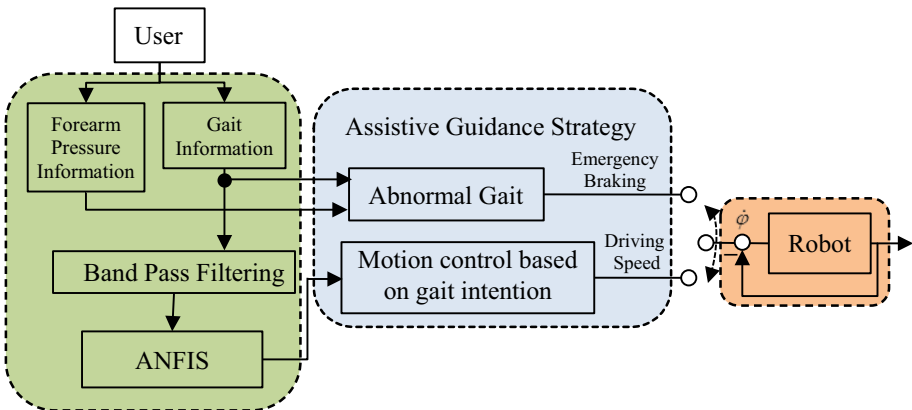 User
Forearm
Pressure
Information
Gait
Information
Assistive Guidance Strategy
Abnormal Gait
Emergency
Braking
Band Pass Filtering
Motion control based
on gait intention
Driving
Speed
φ̇
−
Robot
ANFIS